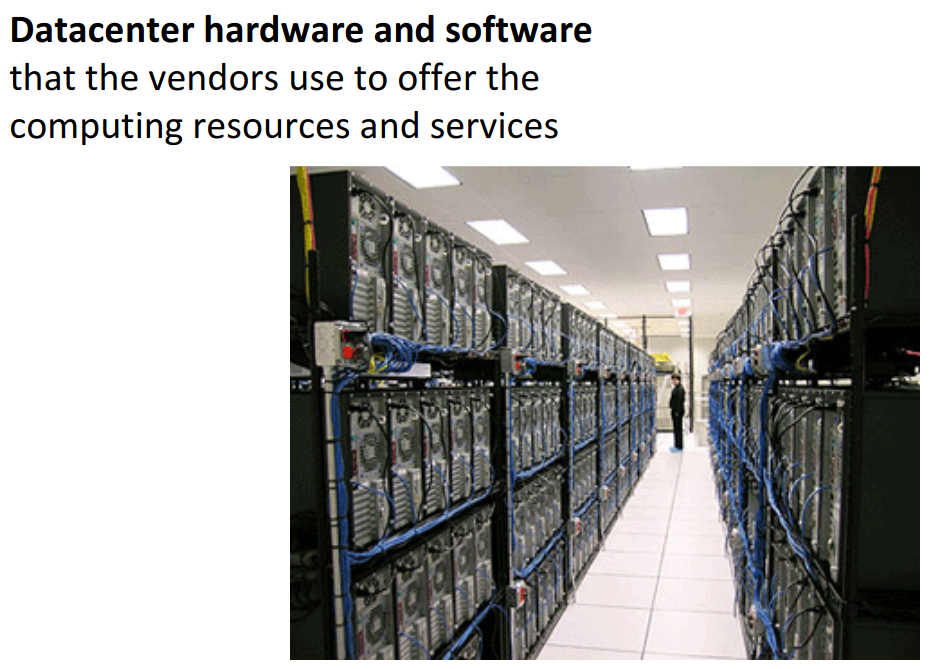 Datacenter hardware and software
that the vendors use to offer the
computing resources and services